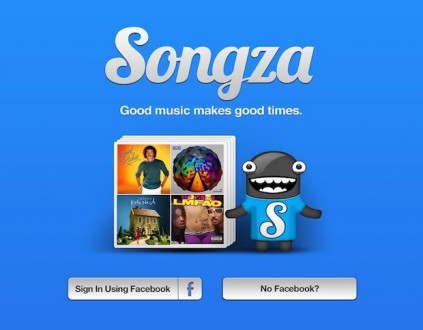 Songza
Good music makes good times.
LMFAO
S
Sign In Using Facebook f
No Facebook?